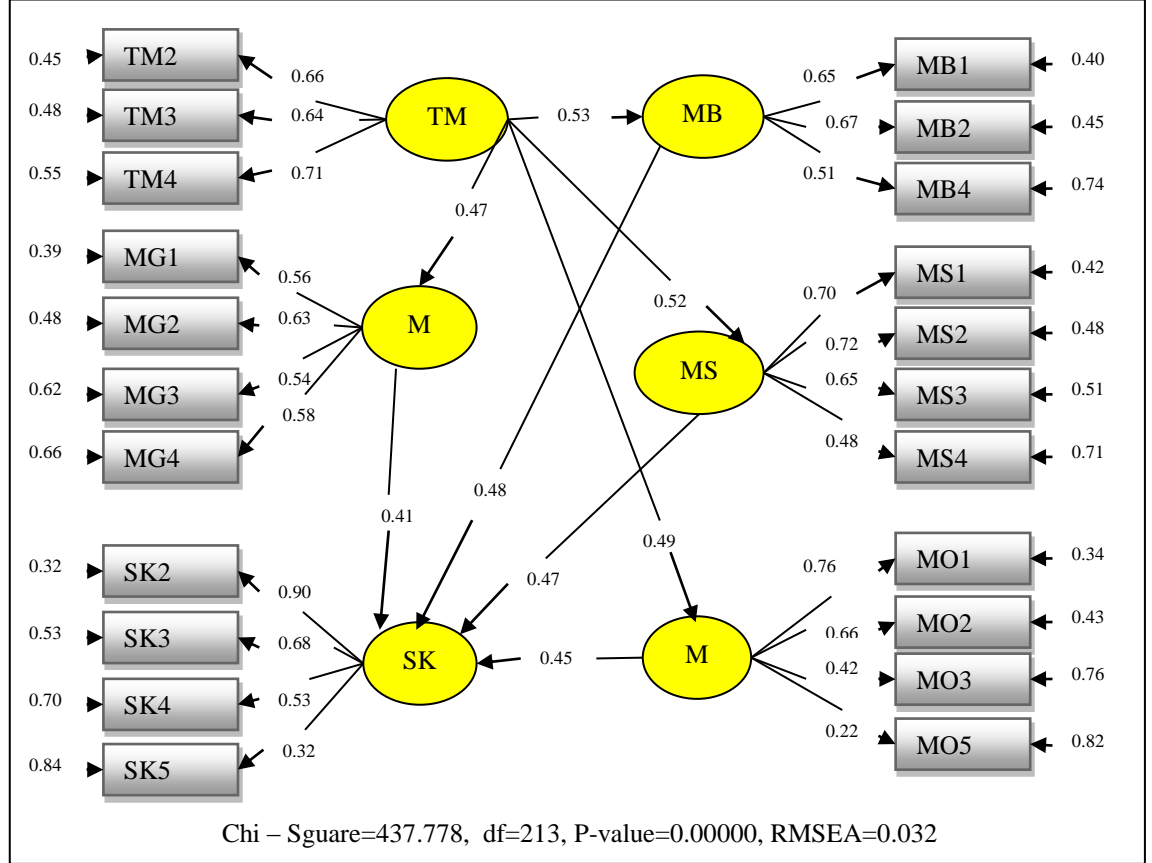 0.45 TM2 0.66
0.48 TM3 0.64
0.55 TM4 0.71
TM 0.53 MB
0.65 MB1 0.40
0.67 MB2 0.45
0.51 MB4 0.74
0.47
0.39 MG1 0.56
0.48 MG2 0.63
0.62 MG3 0.54
0.66 MG4 0.58
M
0.52
MS
0.70 MS1 0.42
0.72 MS2 0.48
0.65 MS3 0.51
0.48 MS4 0.71
0.41
0.48
0.47
0.49
0.32 SK2 0.90
0.53 SK3 0.68
0.70 SK4 0.53
0.84 SK5 0.32
SK 0.45 M
0.76 MO1 0.34
0.66 MO2 0.43
0.42 MO3 0.76
0.22 MO5 0.82
Chi – Sguare=437.778, df=213, P-value=0.00000, RMSEA=0.032